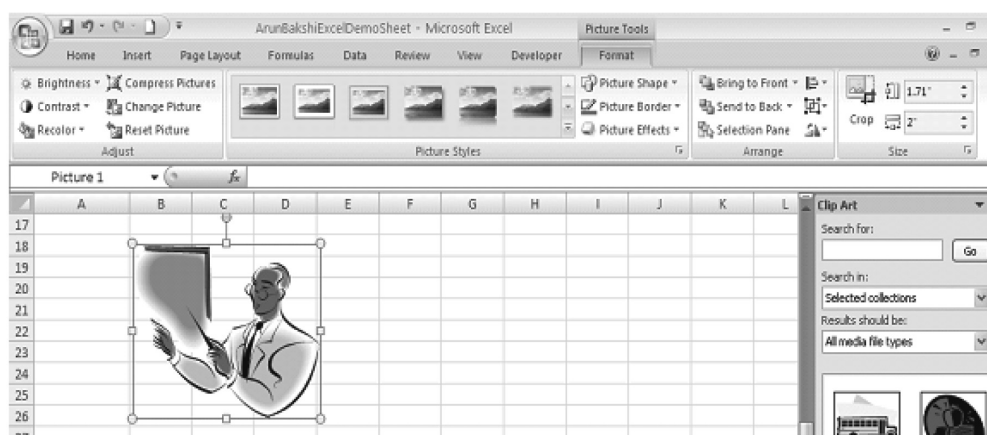 ArunBakshiExcelDemoSheet - Microsoft Excel
Picture Tools
Home Insert Page Layout Formulas Data Review View Developer Format
Brightness Compress Pictures Picture Shape Bring to Front 1.71"
Contrast Change Picture Picture Border Send to Back Crop 2"
Recolor Reset Picture Picture Effects Selection Pane
Adjust Picture Styles Arrange Size
Picture 1 fx
A B C D E F G H I J K L Clip Art
17 Search for:
18 Go
19
20 Search in:
21 Selected collections
22 Results should be:
23 All media file types
24
25
26